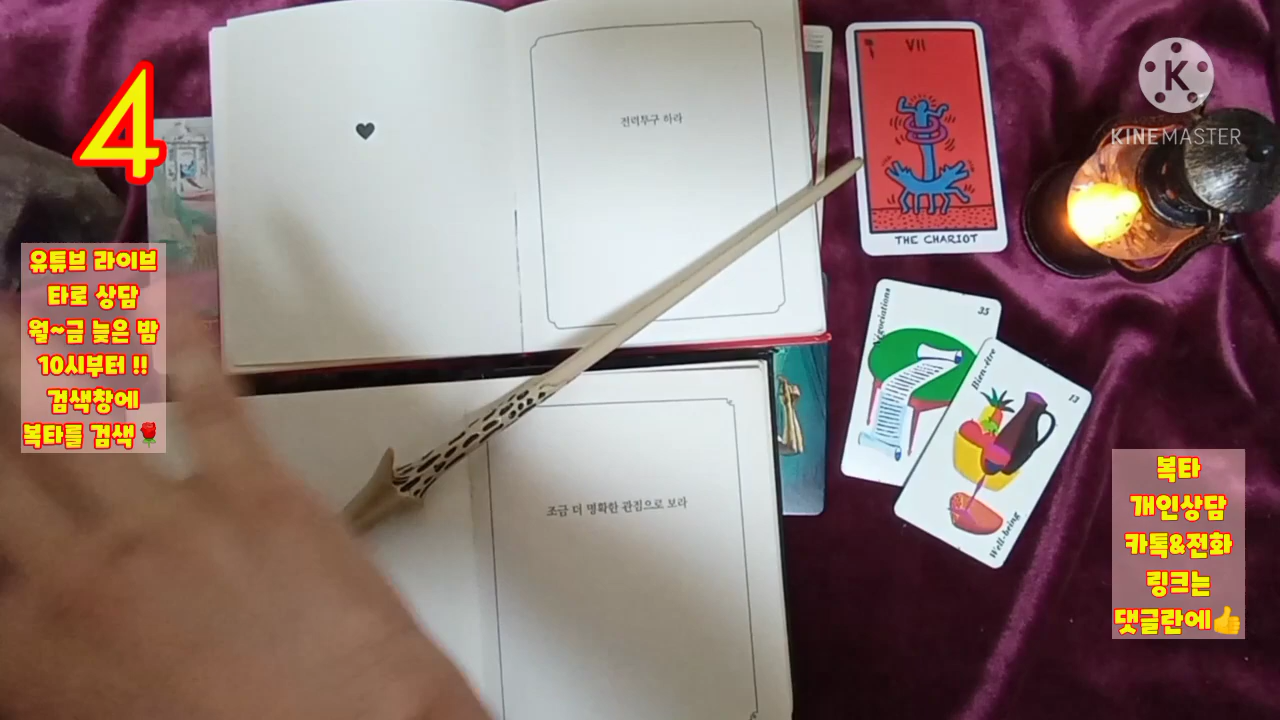 4
유튜브 라이브
타로 상담
월~금 늦은 밤
10시부터 !!
검색창에
복타를 검색🌹
♥
전력투구 하라
조금 더 명확한 관점으로 보라
VII
THE CHARIOT
K
KINEMASTER
Négociations
35
Bien-être
13
Well-being
복타
개인상담
카톡&전화
링크는
댓글란에👍